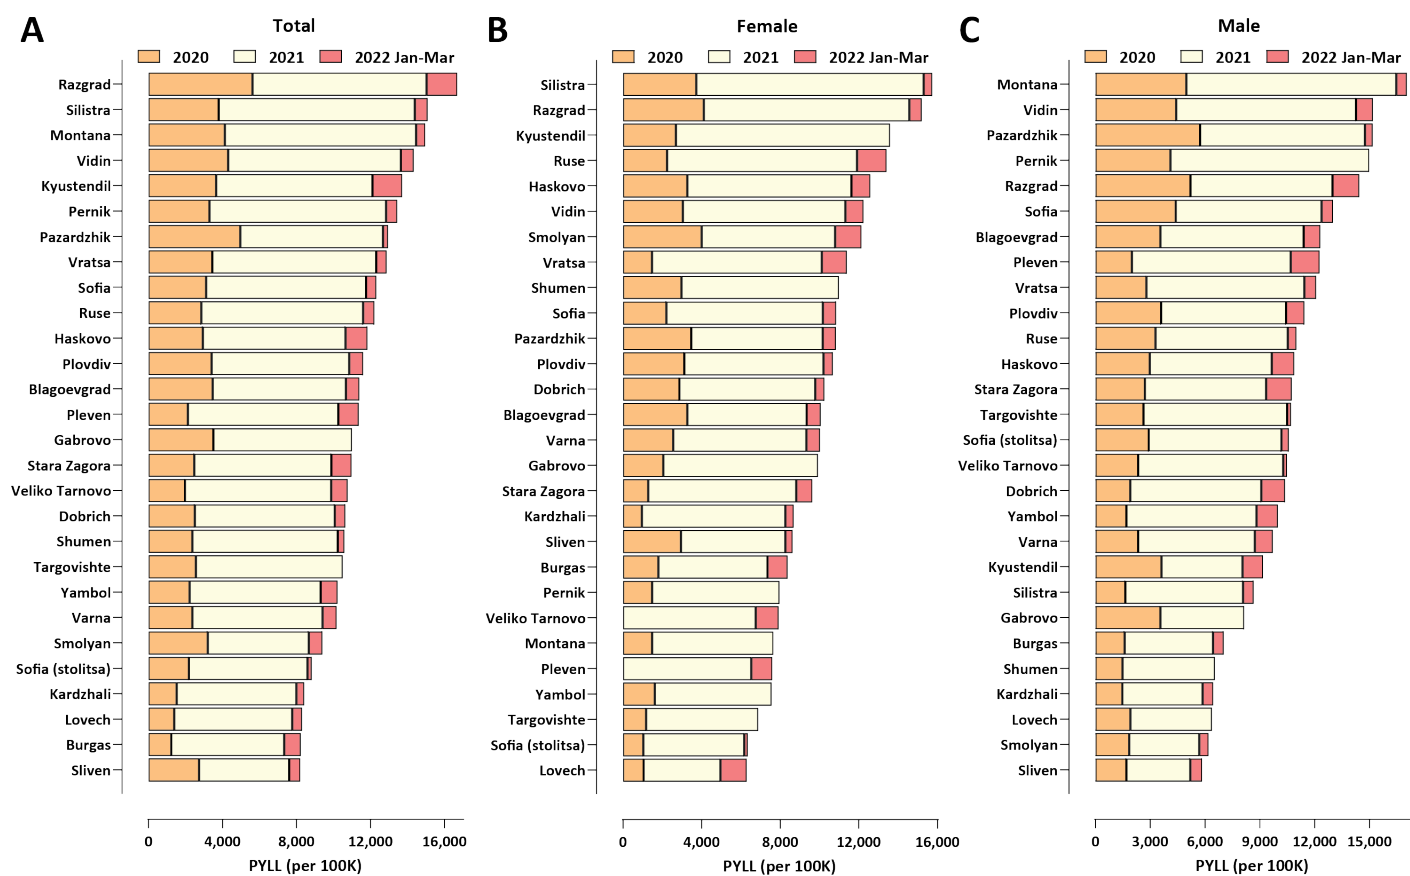 A
Total
2020 2021 2022 Jan-Mar
Razgrad
Silistra
Montana
Vidin
Kyustendil
Pernik
Pazardzhik
Vratsa
Sofia
Ruse
Haskovo
Plovdiv
Blagoevgrad
Pleven
Gabrovo
Stara Zagora
Veliko Tarnovo
Dobrich
Shumen
Targovishte
Yambol
Varna
Smolyan
Sofia (stolitsa)
Kardzhali
Lovech
Burgas
Sliven
0 4,000 8,000 12,000 16,000
PYLL (per 100K)
B
Female
2020 2021 2022 Jan-Mar
Silistra
Razgrad
Kyustendil
Ruse
Haskovo
Vidin
Smolyan
Vratsa
Shumen
Sofia
Pazardzhik
Plovdiv
Dobrich
Blagoevgrad
Varna
Gabrovo
Stara Zagora
Kardzhali
Sliven
Burgas
Pernik
Veliko Tarnovo
Montana
Pleven
Yambol
Targovishte
Sofia (stolitsa)
Lovech
0 4,000 8,000 12,000 16,000
PYLL (per 100K)
C
Male
2020 2021 2022 Jan-Mar
Montana
Vidin
Pazardzhik
Pernik
Razgrad
Sofia
Blagoevgrad
Pleven
Vratsa
Plovdiv
Ruse
Haskovo
Stara Zagora
Targovishte
Sofia (stolitsa)
Veliko Tarnovo
Dobrich
Yambol
Varna
Kyustendil
Silistra
Gabrovo
Burgas
Shumen
Kardzhali
Lovech
Smolyan
Sliven
0 3,000 6,000 9,000 12,000 15,000
PYLL (per 100K)